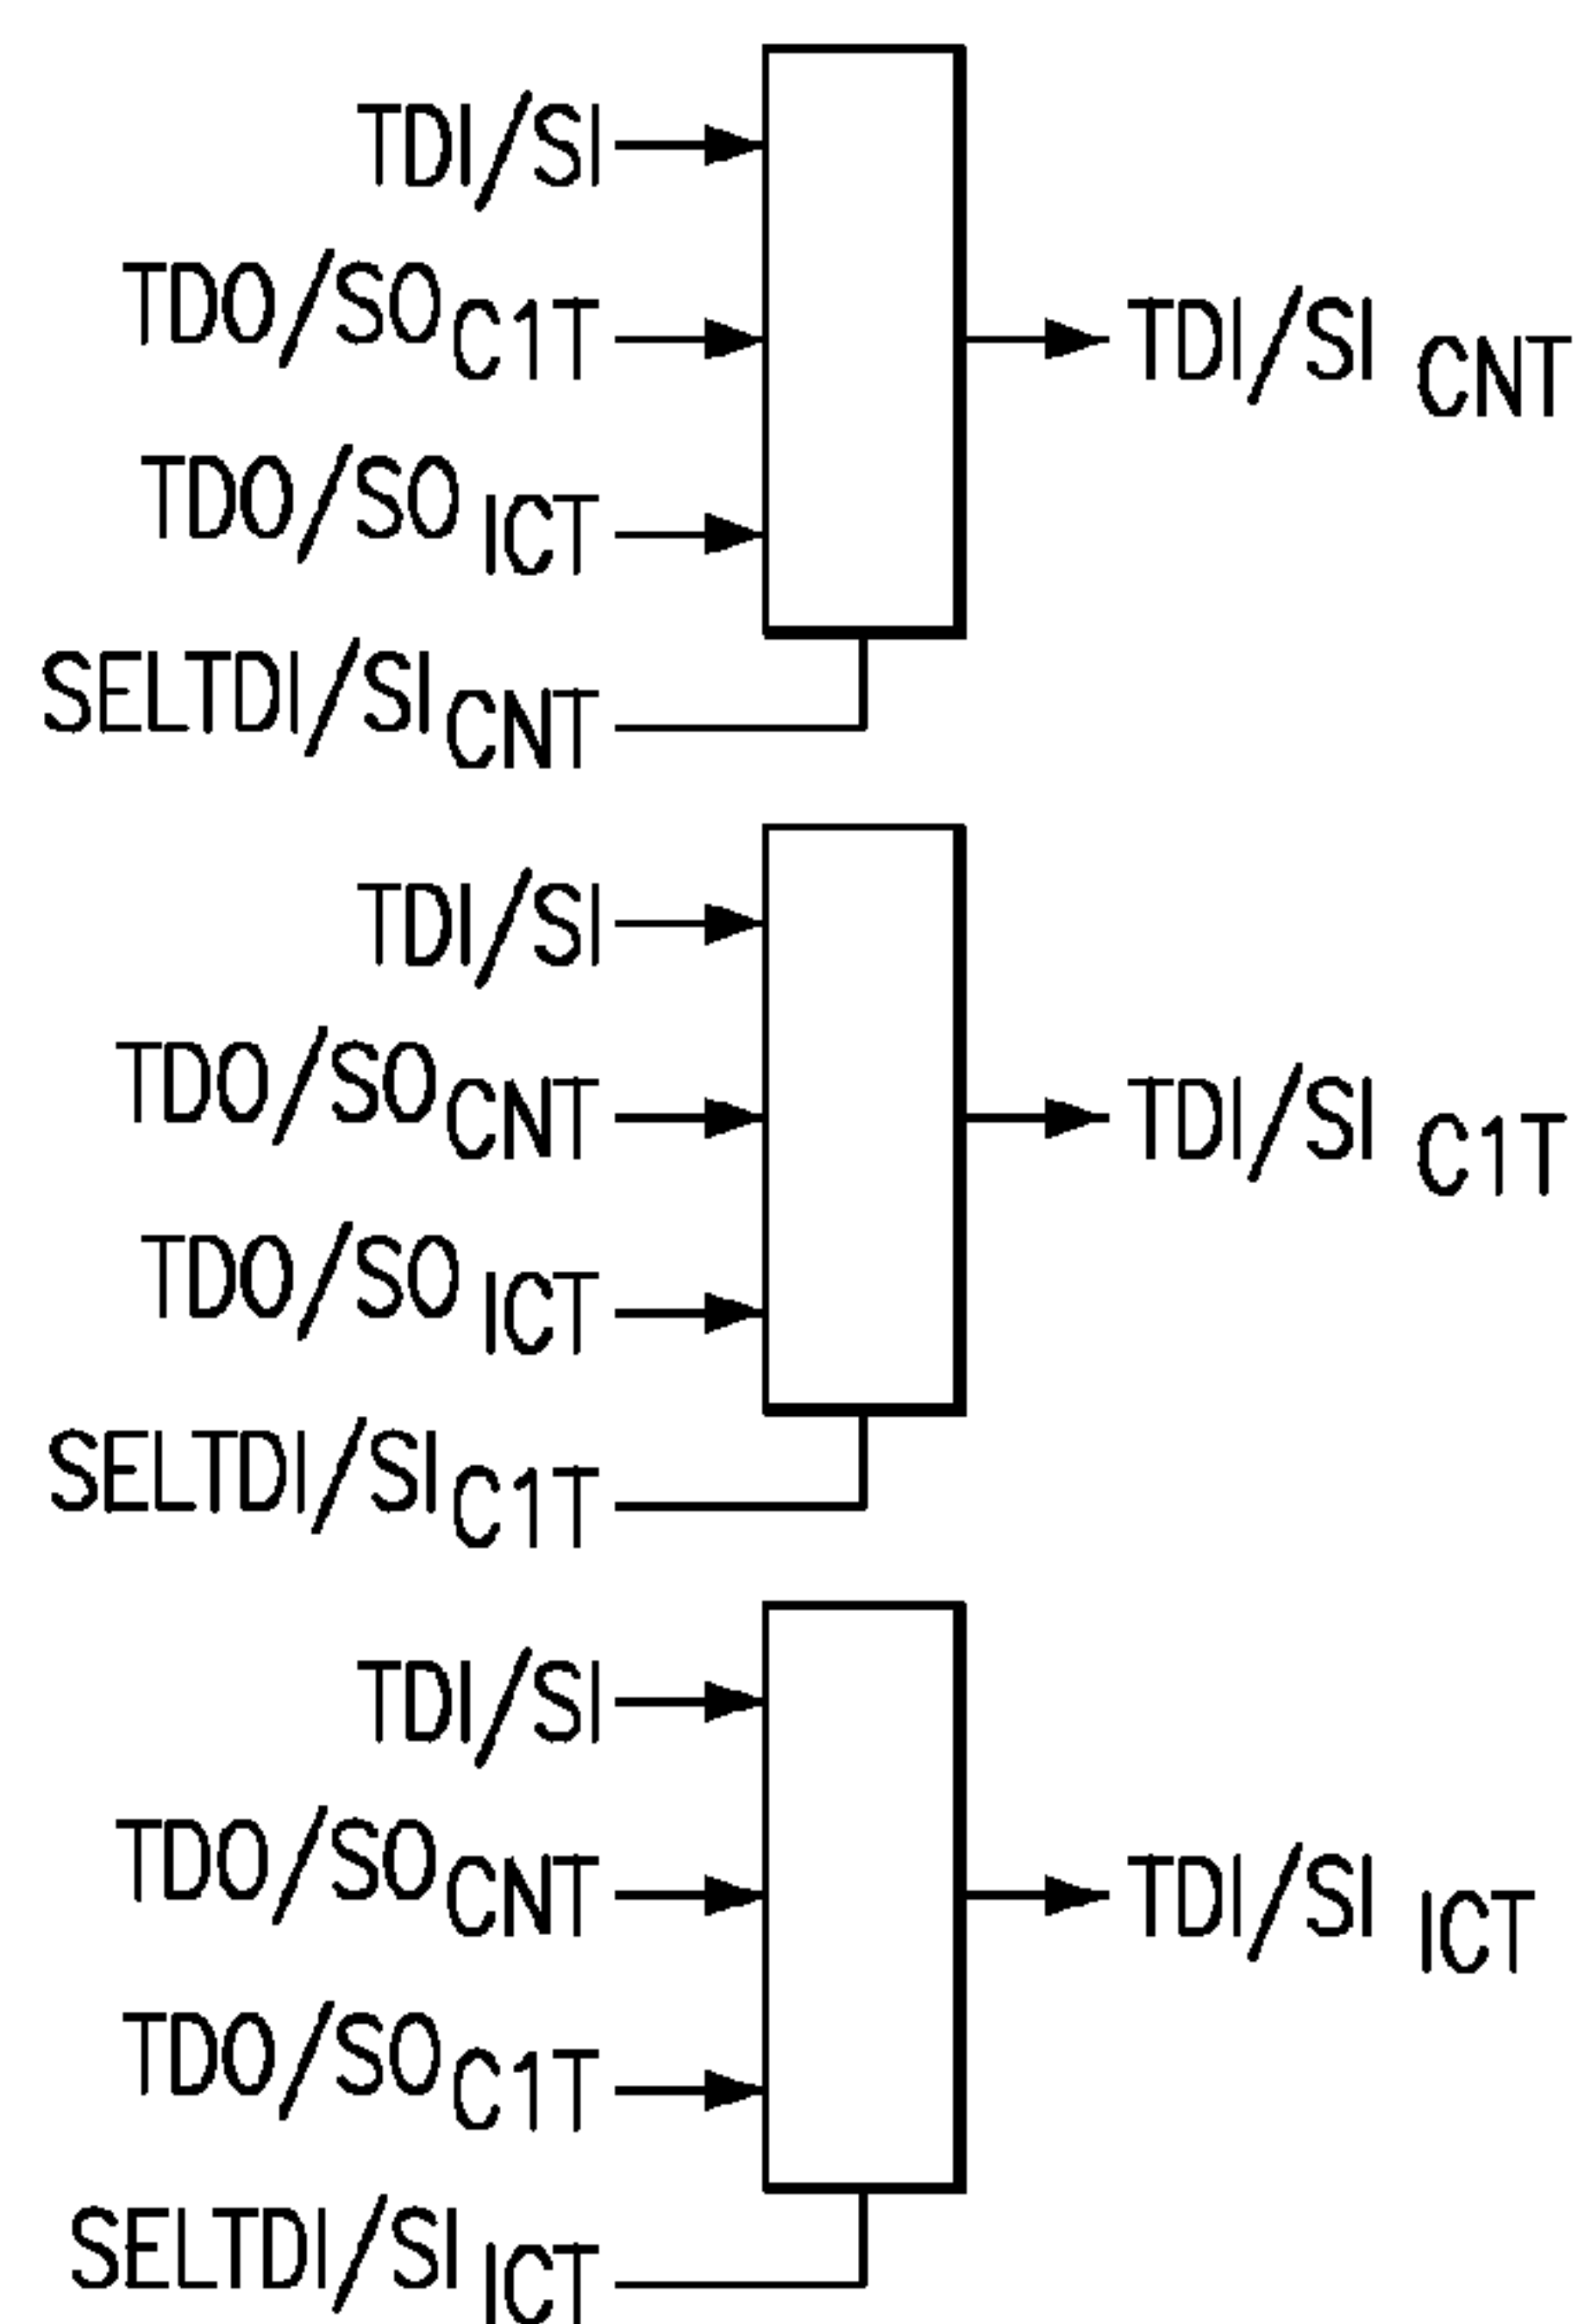 TDI/SI
TDO/SO C1T
TDI/SI CNT
TDO/SO ICT
SELTDI/SI CNT
TDI/SI
TDO/SO CNT
TDI/SI C1T
TDO/SO ICT
SELTDI/SI C1T
TDI/SI
TDO/SO CNT
TDI/SI ICT
TDO/SO C1T
SELTDI/SI ICT